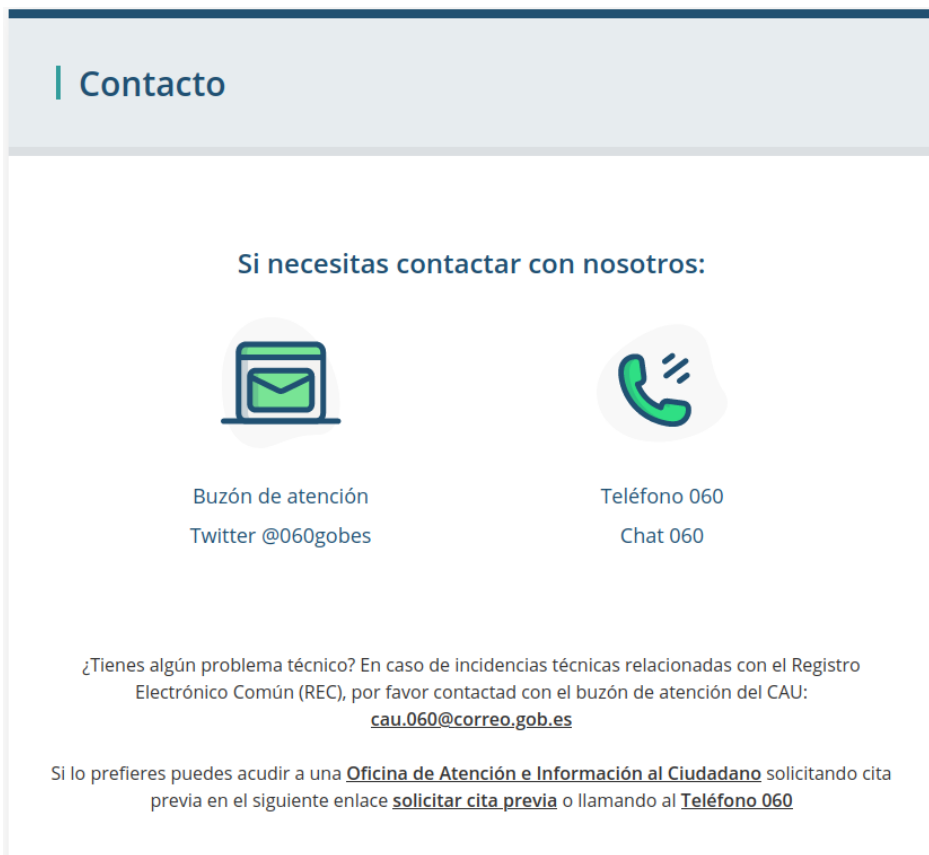 Contacto
Si necesitas contactar con nosotros:
Buzón de atención
Twitter @060gobes
Teléfono 060
Chat 060
¿Tienes algún problema técnico? En caso de incidencias técnicas relacionadas con el Registro
Electrónico Común (REC), por favor contactad con el buzón de atención del CAU:
cau.060@correo.gob.es
Si lo prefieres puedes acudir a una Oficina de Atención e Información al Ciudadano solicitando cita
previa en el siguiente enlace solicitar cita previa o llamando al Teléfono 060